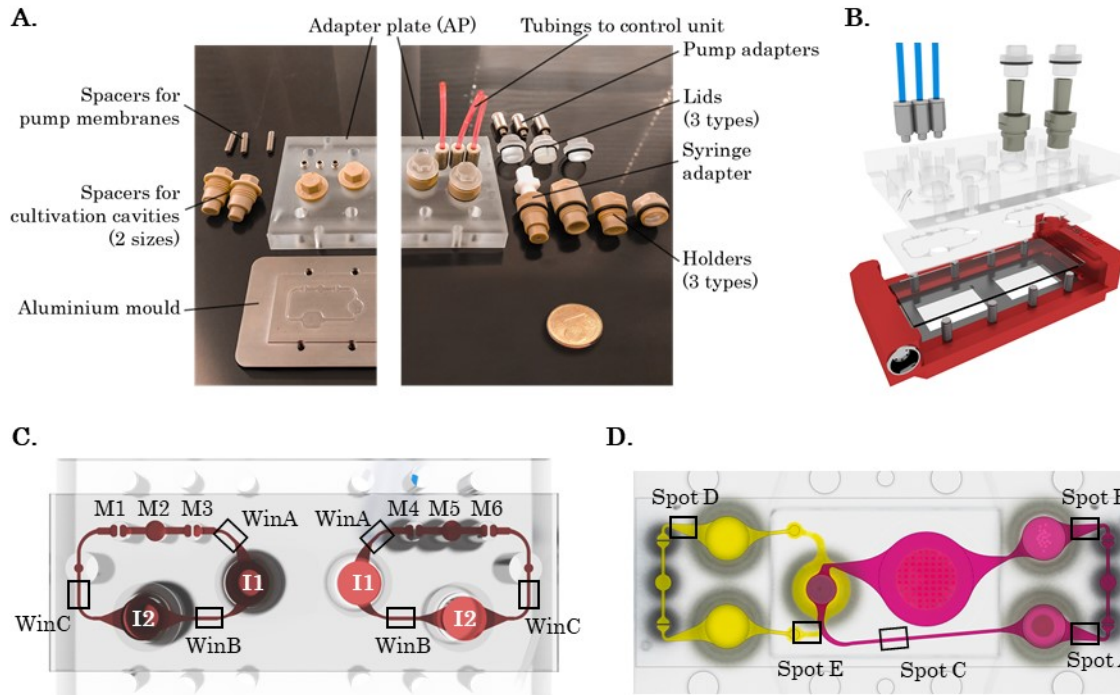 A.
B.
Adapter plate (AP)
Tubings to control unit
Pump adapters
Spacers for
pump membranes
Lids
(3 types)
Syringe
adapter
Spacers for
cultivation cavities
(2 sizes)
Holders
(3 types)
Aluminium mould
C.
D.
M1 M2 M3
WinA
WinA
M4 M5 M6
I1
I1
I2
I2
WinC
WinB
WinB
WinC
Spot D
Spot
Spot E
Spot C
Spot